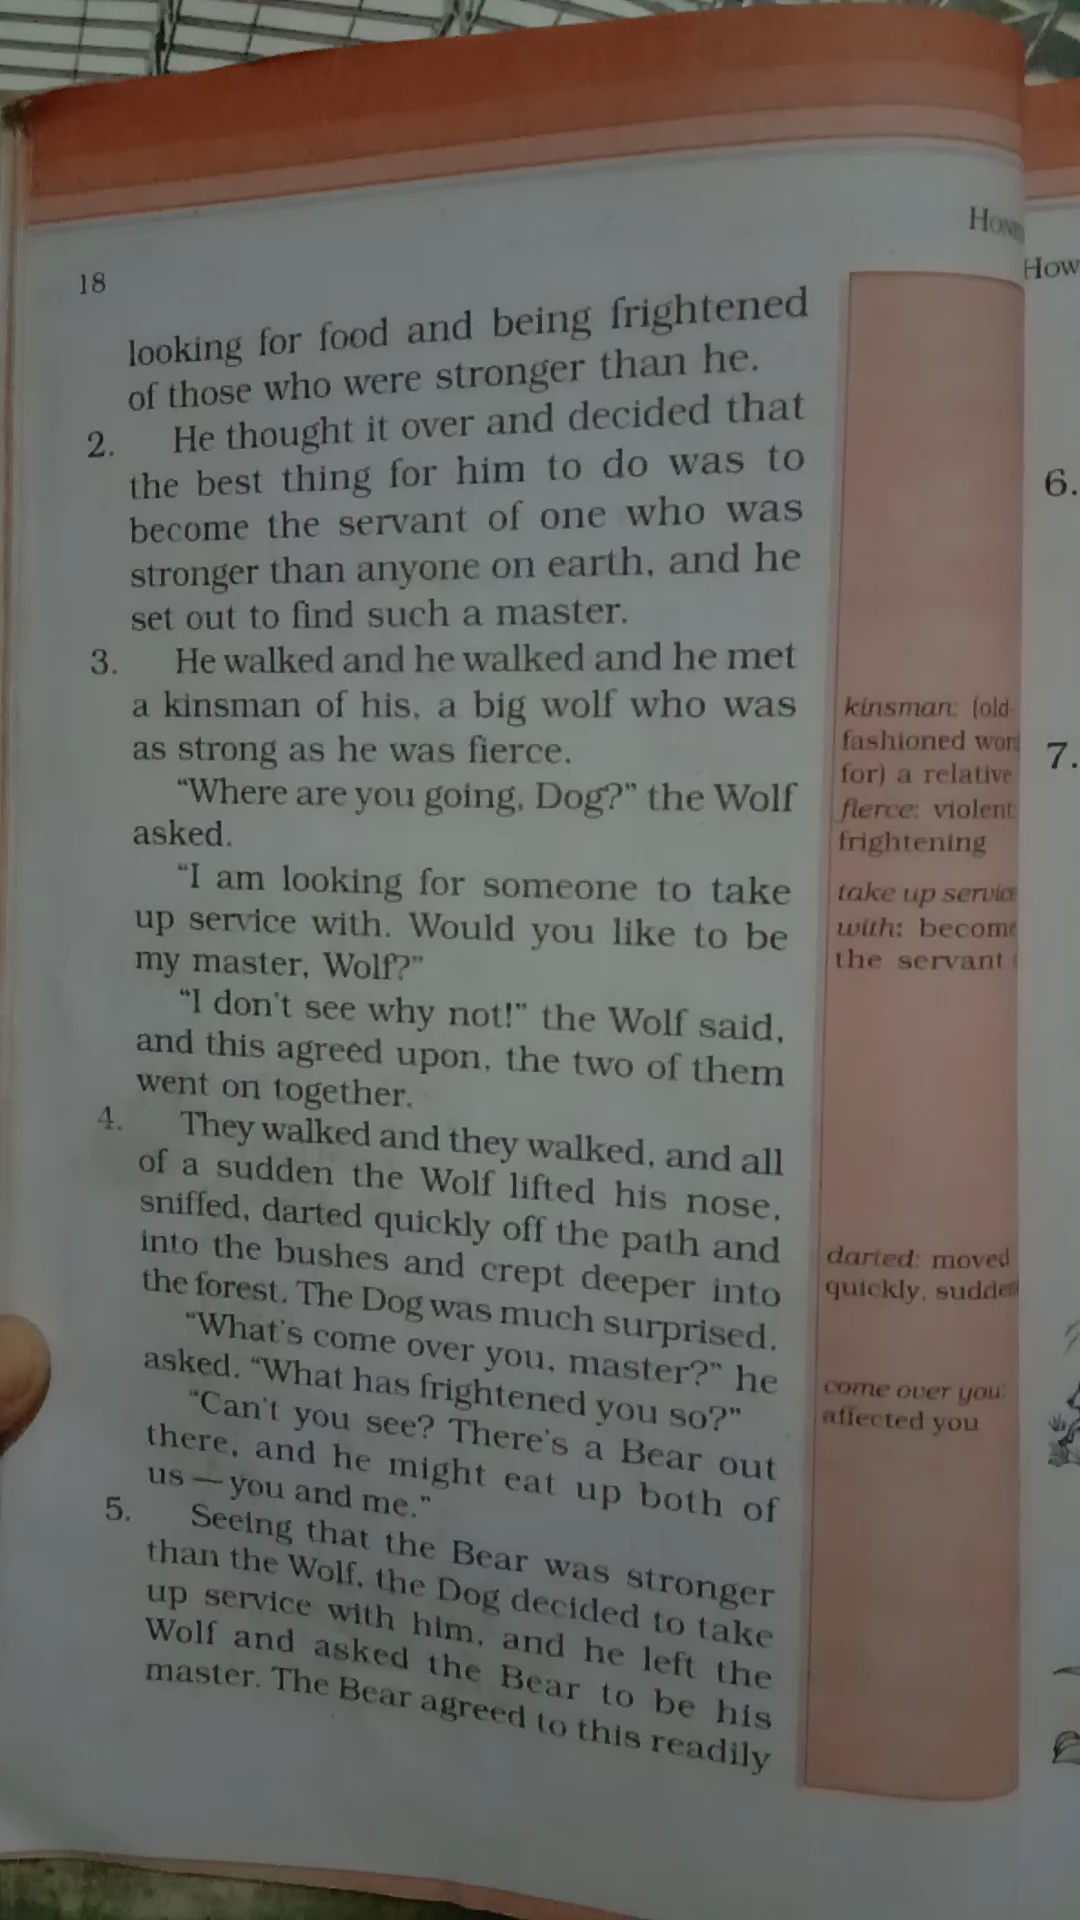 18
looking for food and being frightened
of those who were stronger than he.
2. He thought it over and decided that
the best thing for him to do was to
become the servant of one who was
stronger than anyone on earth, and he
set out to find such a master.
3. He walked and he walked and he met
a kinsman of his, a big wolf who was
as strong as he was fierce.
“Where are you going, Dog?” the Wolf
asked.
“I am looking for someone to take
up service with. Would you like to be
my master, Wolf?”
“I don't see why not!” the Wolf said,
and this agreed upon, the two of them
went on together.
4. They walked and they walked, and all
of a sudden the Wolf lifted his nose,
sniffed, darted quickly off the path and
into the bushes and crept deeper into
the forest. The Dog was much surprised.
“What's come over you, master?” he
asked. “What has frightened you so?”
“Can't you see? There's a Bear out
there, and he might eat up both of
us — you and me.”
5. Seeing that the Bear was stronger
than the Wolf, the Dog decided to take
up service with him, and he left the
Wolf and asked the Bear to be his
master. The Bear agreed to this readily
kinsman: (old-
fashioned
for) a relative
fierce: violent,
frightening
take up service
with: become
the servant
darted: moved
quickly,
come over you:
affected you
How
6.
7.